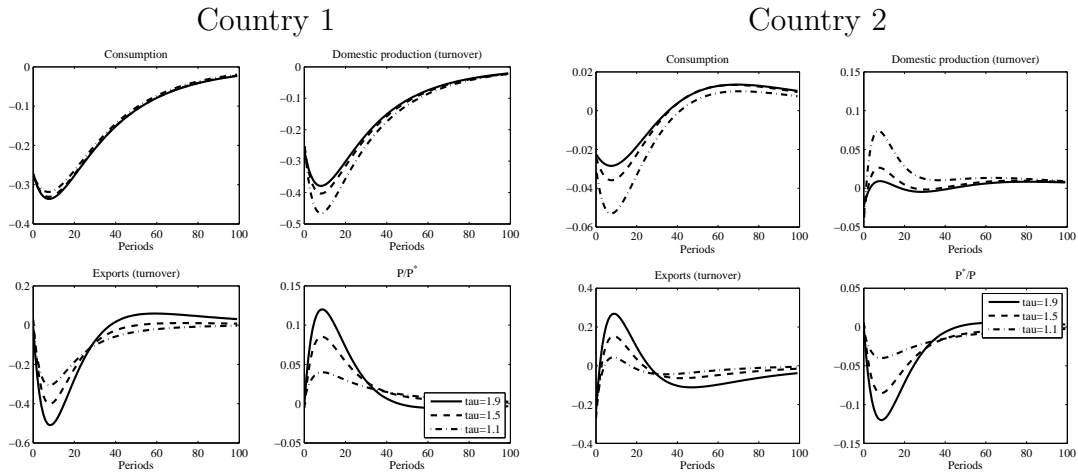 Country 1
Country 2
Consumption
0
−0.1
−0.2
−0.3
−0.4
0 20 40 60 80 100
Periods
Domestic production (turnover)
0
−0.1
−0.2
−0.3
−0.4
−0.5
0 20 40 60 80 100
Periods
Exports (turnover)
0.2
0
−0.2
−0.4
−0.6
0 20 40 60 80 100
Periods
P/P*
0.15
0.1
0.05
0
−0.05
0 20 40 60 80 100
Periods
tau=1.9
tau=1.5
tau=1.1
Consumption
0.02
0
−0.02
−0.04
−0.06
0 20 40 60 80 100
Periods
Domestic production (turnover)
0.15
0.1
0.05
0
−0.05
0 20 40 60 80 100
Periods
Exports (turnover)
0.4
0.2
0
−0.2
−0.4
0 20 40 60 80 100
Periods
P*/P
0.05
0
−0.05
−0.1
−0.15
0 20 40 60 80 100
Periods
tau=1.9
tau=1.5
tau=1.1